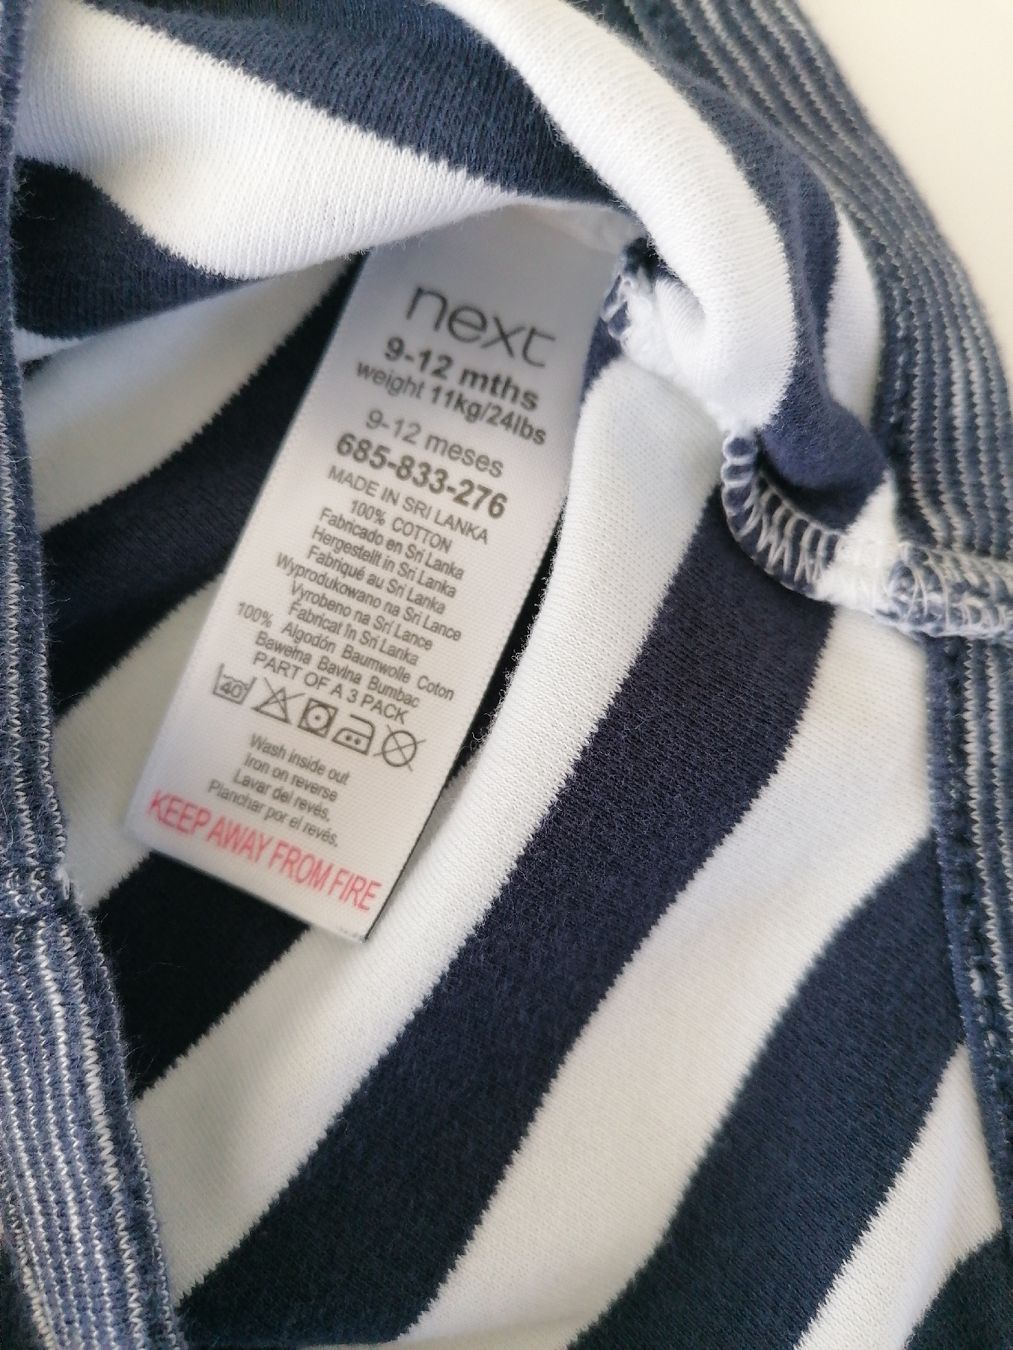 next
9-12 mths
weight 11kg/24lbs
9-12 meses
685-833-276
MADE IN SRI LANKA
100% COTTON
Fabricado en Sri Lanka
Hergestellt in Sri Lanka
Fabriqué au Sri Lanka
Wyprodukowano na Sri Lance
Vyrobeno na Srí Lance
Fabricat în Sri Lanka
100% Algodón Baumwolle Coton
Bawełna Bavlna Bumbac
PART OF A 3 PACK
40
Wash inside out
Iron on reverse
Lavar del revés.
Planchar por el revés.
KEEP AWAY FROM FIRE